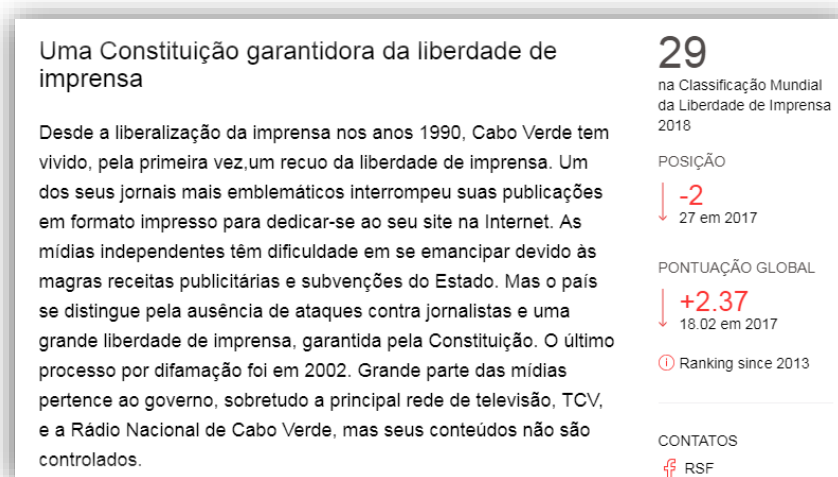 Uma Constituição garantidora da liberdade de
imprensa
Desde a liberalização da imprensa nos anos 1990, Cabo Verde tem
vivido, pela primeira vez,um recuo da liberdade de imprensa. Um
dos seus jornais mais emblemáticos interrompeu suas publicações
em formato impresso para dedicar-se ao seu site na Internet. As
mídias independentes têm dificuldade em se emancipar devido às
magras receitas publicitárias e subvenções do Estado. Mas o país
se distingue pela ausência de ataques contra jornalistas e uma
grande liberdade de imprensa, garantida pela Constituição. O último
processo por difamação foi em 2002. Grande parte das mídias
pertence ao governo, sobretudo a principal rede de televisão, TCV,
e a Rádio Nacional de Cabo Verde, mas seus conteúdos não são
controlados.
29
na Classificação Mundial
da Liberdade de Imprensa
2018
POSIÇÃO
-2
27 em 2017
PONTUAÇÃO GLOBAL
+2.37
18.02 em 2017
Ranking since 2013
CONTATOS
RSF